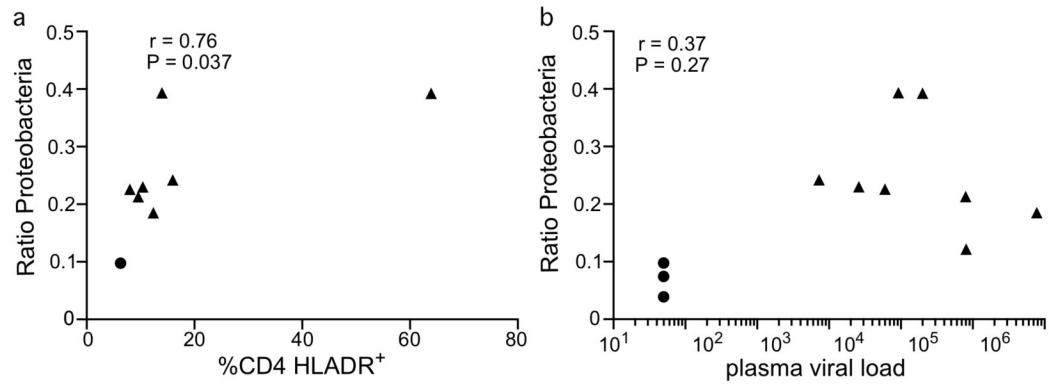 a
r = 0.76
P = 0.037
Ratio Proteobacteria
0.5
0.4
0.3
0.2
0.1
0
0 20 40 60 80
%CD4 HLADR⁺
b
r = 0.37
P = 0.27
Ratio Proteobacteria
0.5
0.4
0.3
0.2
0.1
0
10¹ 10² 10³ 10⁴ 10⁵ 10⁶
plasma viral load